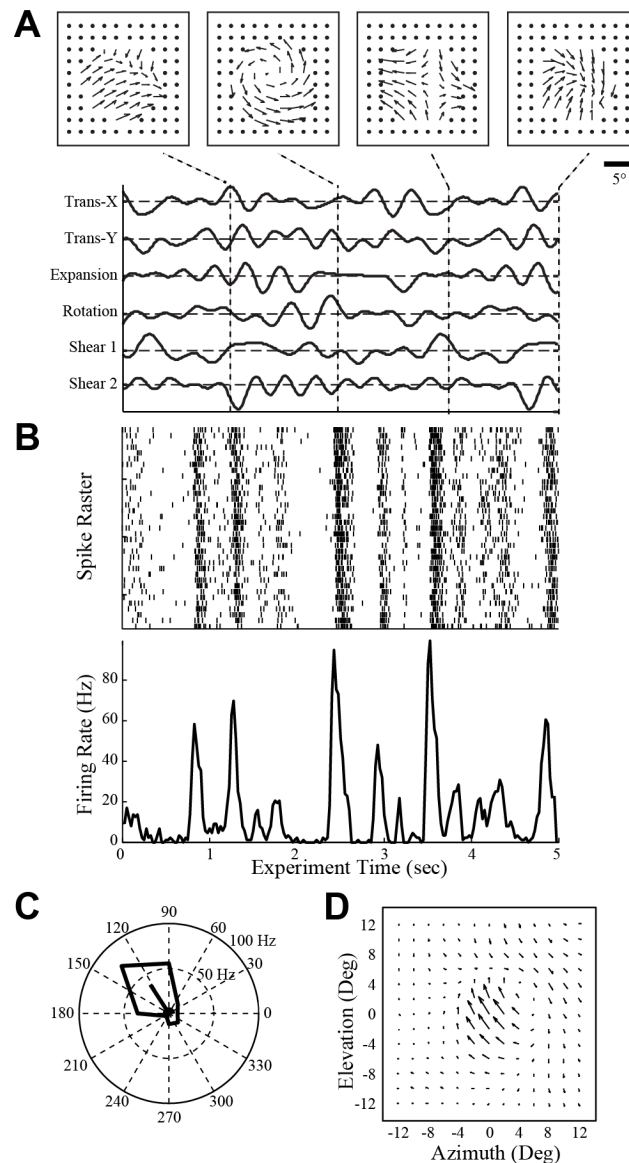 A
5°
Trans-X
Trans-Y
Expansion
Rotation
Shear 1
Shear 2
B
Spike Raster
Firing Rate (Hz)
80
60
40
20
0
0 1 2 3 4 5
Experiment Time (sec)
C
90
120 60
100 Hz
150 30
50 Hz
180 0
210 330
240 300
270
D
Elevation (Deg)
12
8
4
0
-4
-8
-12
-12 -8 -4 0 4 8 12
Azimuth (Deg)